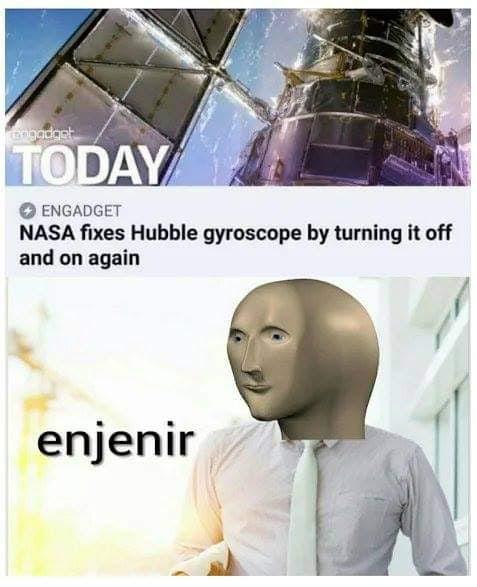 engadget
TODAY
ENGADGET
NASA fixes Hubble gyroscope by turning it off
and on again
enjenir